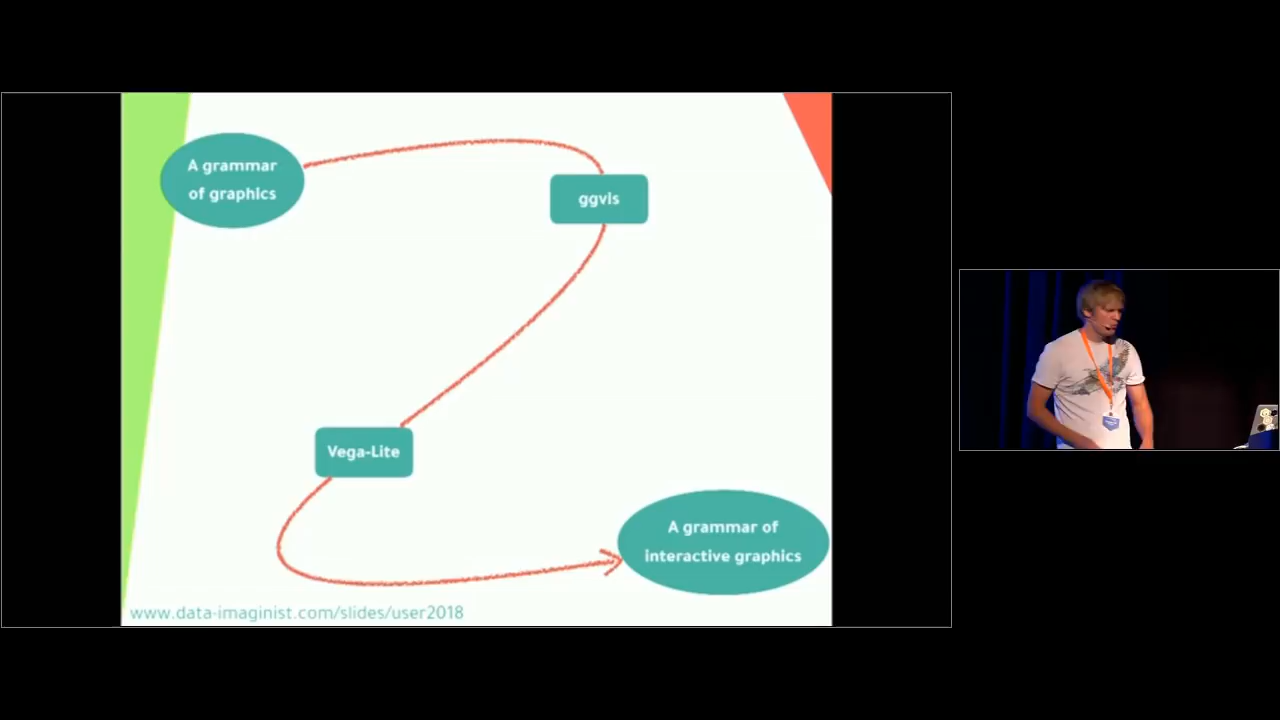 A grammar
of graphics
ggvis
Vega-Lite
A grammar of
interactive graphics
www.data-imaginist.com/slides/user2018